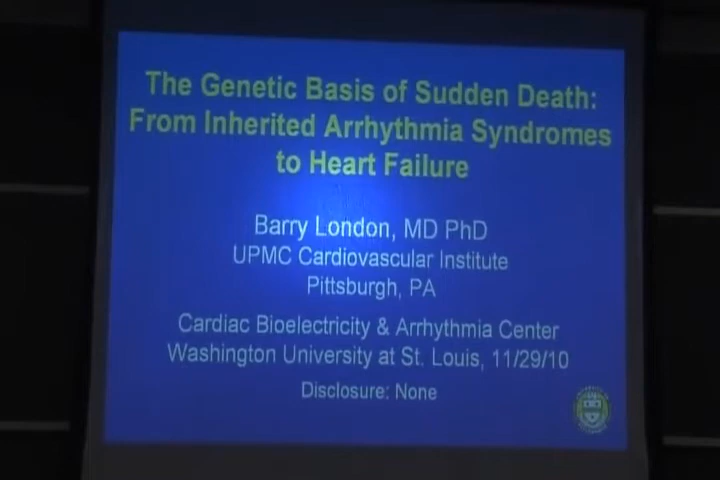 The Genetic Basis of Sudden Death:
From Inherited Arrhythmia Syndromes
to Heart Failure
Barry London, MD PhD
UPMC Cardiovascular Institute
Pittsburgh, PA
Cardiac Bioelectricity & Arrhythmia Center
Washington University at St. Louis, 11/29/10
Disclosure: None